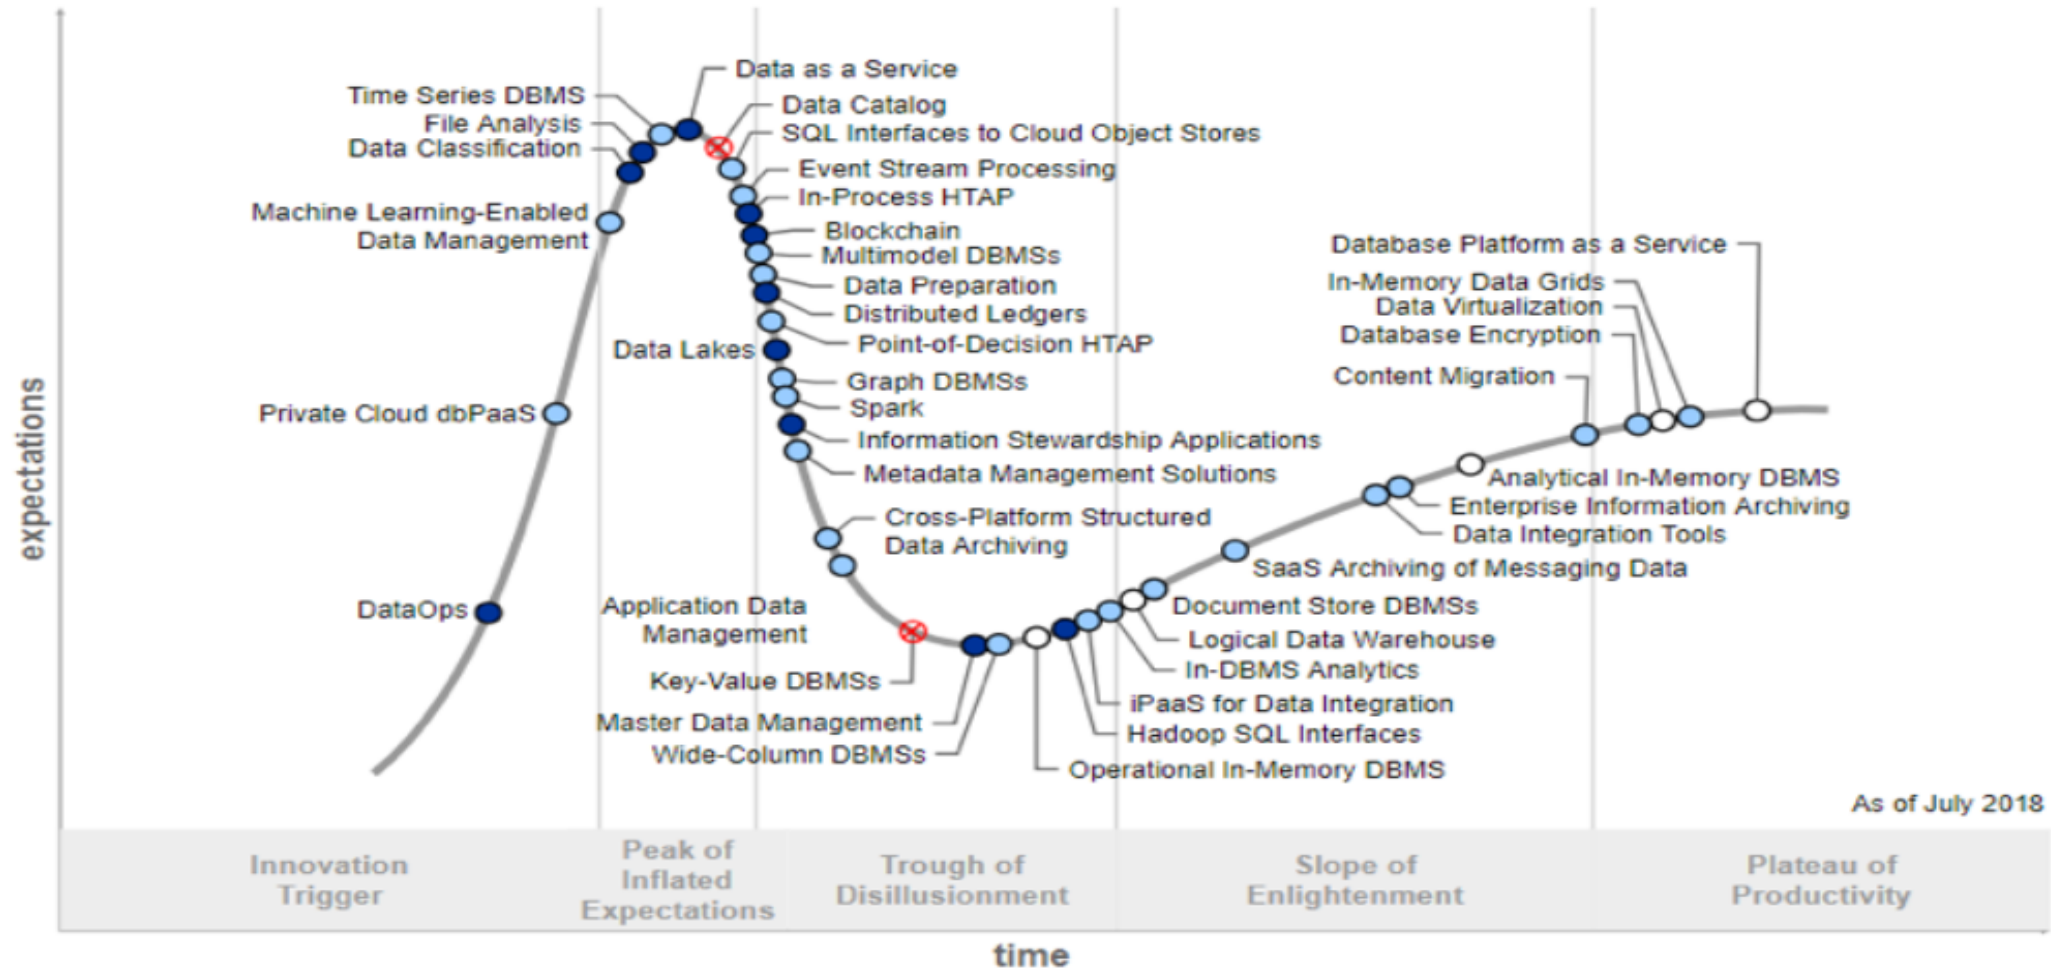 Data as a Service
Time Series DBMS
Data Catalog
File Analysis
SQL Interfaces to Cloud Object Stores
Data Classification
Event Stream Processing
In-Process HTAP
Machine Learning-Enabled
Data Management
Blockchain
Multimodel DBMSs
Data Preparation
Distributed Ledgers
Point-of-Decision HTAP
Data Lakes
Graph DBMSs
Spark
Information Stewardship Applications
Metadata Management Solutions
Private Cloud dbPaaS
Cross-Platform Structured
Data Archiving
DataOps
Application Data
Management
Key-Value DBMSs
Master Data Management
Wide-Column DBMSs
Database Platform as a Service
In-Memory Data Grids
Data Virtualization
Database Encryption
Content Migration
Analytical In-Memory DBMS
Enterprise Information Archiving
Data Integration Tools
SaaS Archiving of Messaging Data
Document Store DBMSs
Logical Data Warehouse
In-DBMS Analytics
iPaaS for Data Integration
Hadoop SQL Interfaces
Operational In-Memory DBMS
expectations
As of July 2018
Innovation
Trigger
Peak of
Inflated
Expectations
Trough of
Disillusionment
Slope of
Enlightenment
Plateau of
Productivity
time